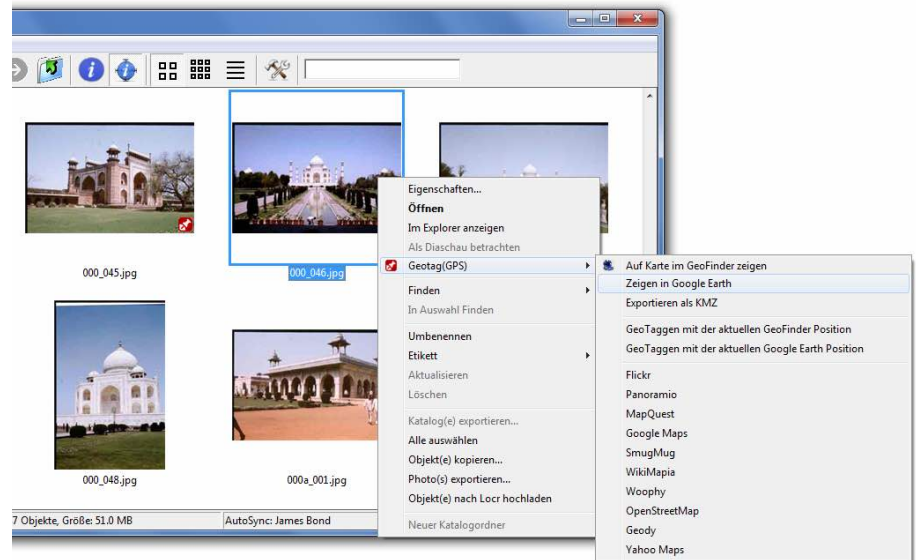 000_045.jpg
000_046.jpg
000_048.jpg
000a_001.jpg
7 Objekte, Größe: 51.0 MB
AutoSync: James Bond
Eigenschaften...
Öffnen
Im Explorer anzeigen
Als Diaschau betrachten
Geotag(GPS)
Finden
In Auswahl Finden
Umbenennen
Etikett
Aktualisieren
Löschen
Katalog(e) exportieren...
Alle auswählen
Objekt(e) kopieren...
Photo(s) exportieren...
Objekt(e) nach Locr hochladen
Neuer Katalogordner
Auf Karte im GeoFinder zeigen
Zeigen in Google Earth
Exportieren als KMZ
GeoTaggen mit der aktuellen GeoFinder Position
GeoTaggen mit der aktuellen Google Earth Position
Flickr
Panoramio
MapQuest
Google Maps
SmugMug
WikiMapia
Woophy
OpenStreetMap
Geody
Yahoo Maps